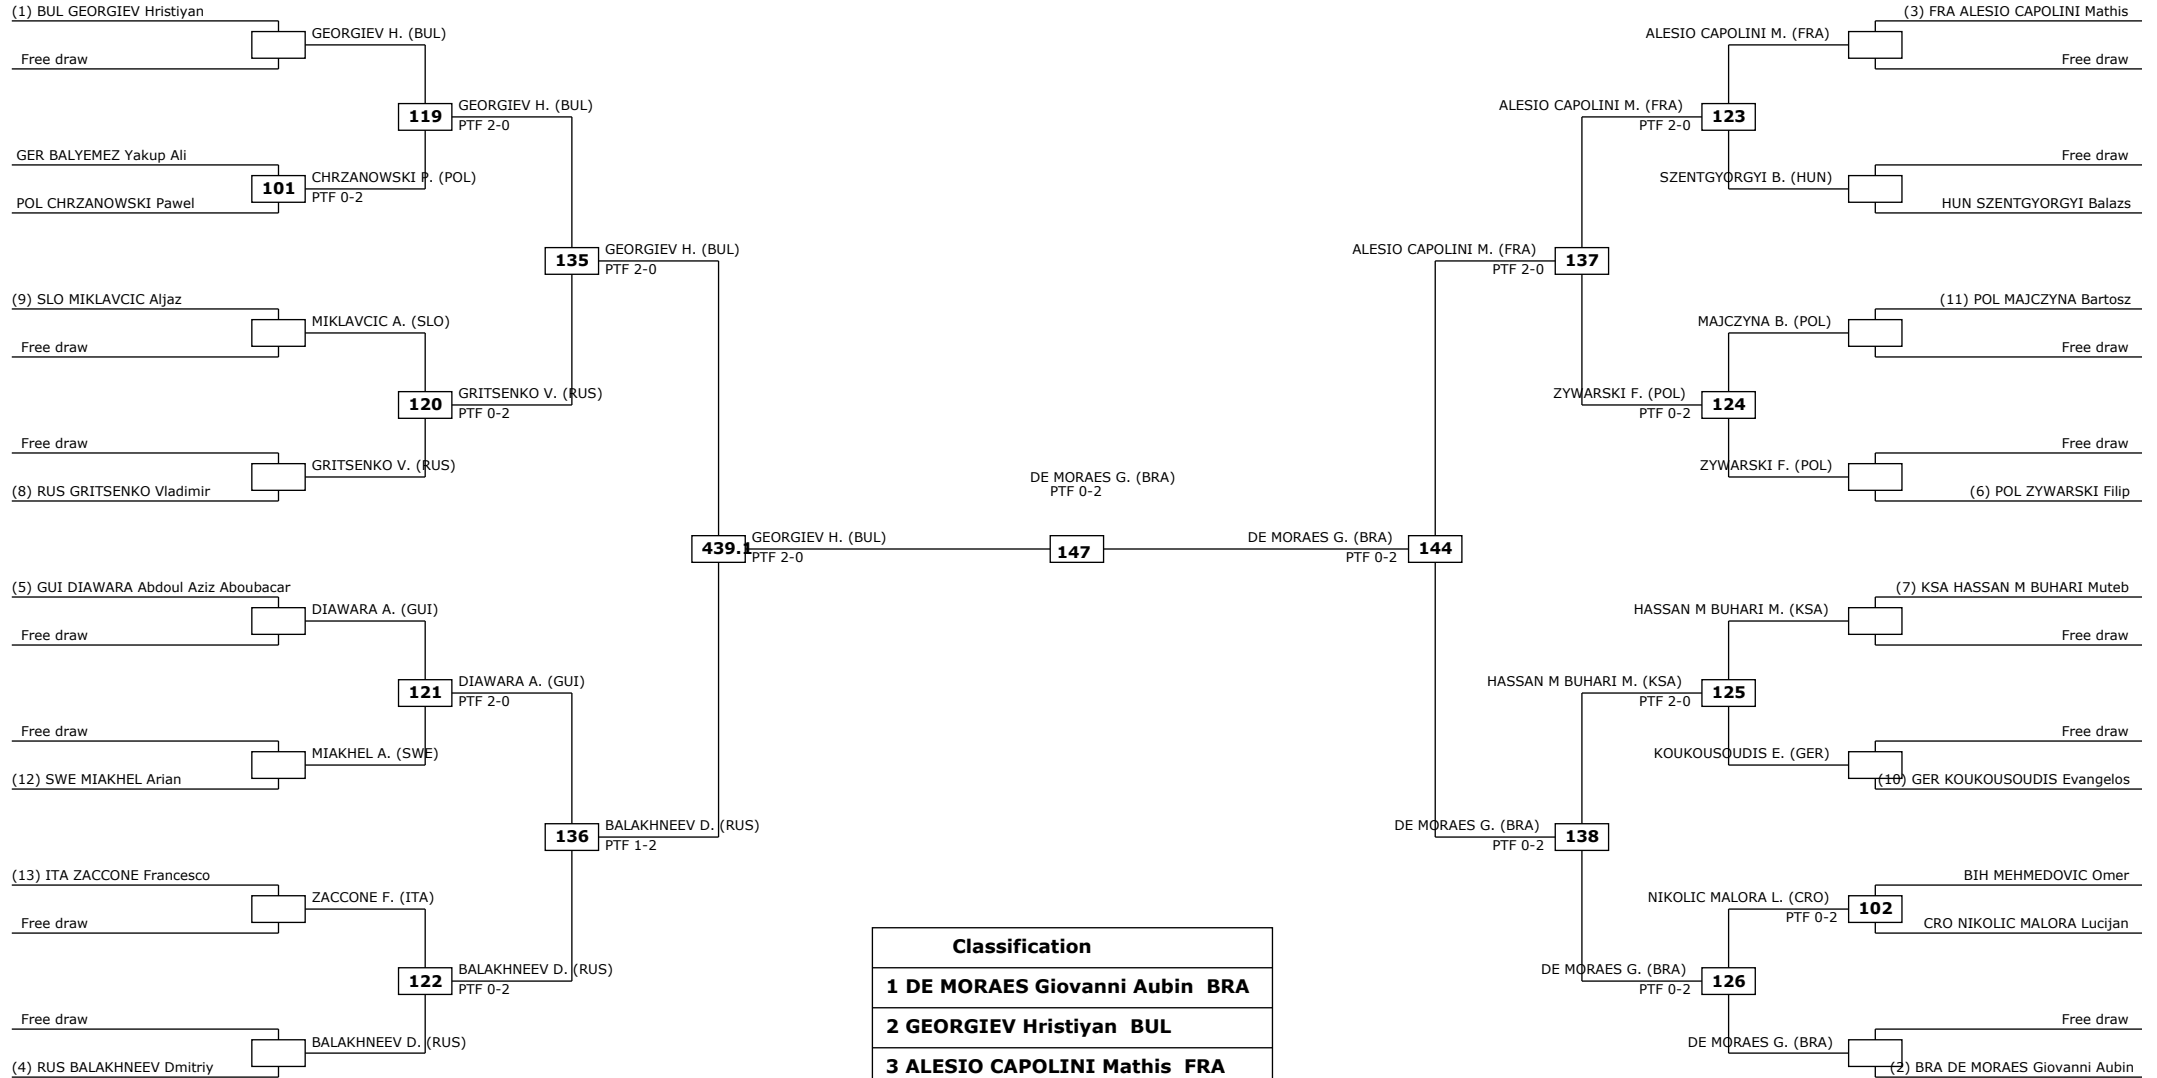 (1) BUL GEORGIEV Hristiyan
GEORGIEV H. (BUL)
Free draw
119
GEORGIEV H. (BUL)
PTF 2-0
GER BALYEMEZ Yakup Ali
101
CHRZANOWSKI P. (POL)
PTF 0-2
POL CHRZANOWSKI Pawel
135
GEORGIEV H. (BUL)
PTF 2-0
(9) SLO MIKLAVCIC Aljaz
MIKLAVCIC A. (SLO)
Free draw
120
GRITSENKO V. (RUS)
PTF 0-2
Free draw
GRITSENKO V. (RUS)
(8) RUS GRITSENKO Vladimir
439.1
GEORGIEV H. (BUL)
PTF 2-0
(5) GUI DIAWARA Abdoul Aziz Aboubacar
DIAWARA A. (GUI)
Free draw
121
DIAWARA A. (GUI)
PTF 2-0
Free draw
MIAKHEL A. (SWE)
(12) SWE MIAKHEL Arian
136
BALAKHNEEV D. (RUS)
PTF 1-2
(13) ITA ZACCONE Francesco
ZACCONE F. (ITA)
Free draw
122
BALAKHNEEV D. (RUS)
PTF 0-2
Free draw
BALAKHNEEV D. (RUS)
(4) RUS BALAKHNEEV Dmitriy
DE MORAES G. (BRA)
PTF 0-2
147
(3) FRA ALESIO CAPOLINI Mathis
ALESIO CAPOLINI M. (FRA)
Free draw
ALESIO CAPOLINI M. (FRA)
PTF 2-0
123
Free draw
SZENTGYORGYI B. (HUN)
HUN SZENTGYORGYI Balazs
ALESIO CAPOLINI M. (FRA)
PTF 2-0
137
(11) POL MAJCZYNA Bartosz
MAJCZYNA B. (POL)
Free draw
ZYWARSKI F. (POL)
PTF 0-2
124
Free draw
ZYWARSKI F. (POL)
(6) POL ZYWARSKI Filip
DE MORAES G. (BRA)
PTF 0-2
144
(7) KSA HASSAN M BUHARI Muteb
HASSAN M BUHARI M. (KSA)
Free draw
HASSAN M BUHARI M. (KSA)
PTF 2-0
125
Free draw
KOUKOUSOUDIS E. (GER)
(10) GER KOUKOUSOUDIS Evangelos
DE MORAES G. (BRA)
PTF 0-2
138
BIH MEHMEDOVIC Omer
NIKOLIC MALORA L. (CRO)
PTF 0-2
102
CRO NIKOLIC MALORA Lucijan
DE MORAES G. (BRA)
PTF 0-2
126
Free draw
DE MORAES G. (BRA)
(2) BRA DE MORAES Giovanni Aubin
Classification
1 DE MORAES Giovanni Aubin BRA
2 GEORGIEV Hristiyan BUL
3 ALESIO CAPOLINI Mathis FRA